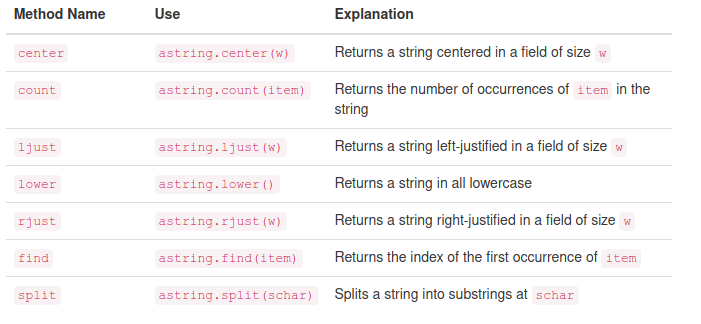 Method Name Use Explanation
center astring.center(w) Returns a string centered in a field of size w
count astring.count(item) Returns the number of occurrences of item in the
string
ljust astring.ljust(w) Returns a string left-justified in a field of size w
lower astring.lower() Returns a string in all lowercase
rjust astring.rjust(w) Returns a string right-justified in a field of size w
find astring.find(item) Returns the index of the first occurrence of item
split astring.split(schar) Splits a string into substrings at schar